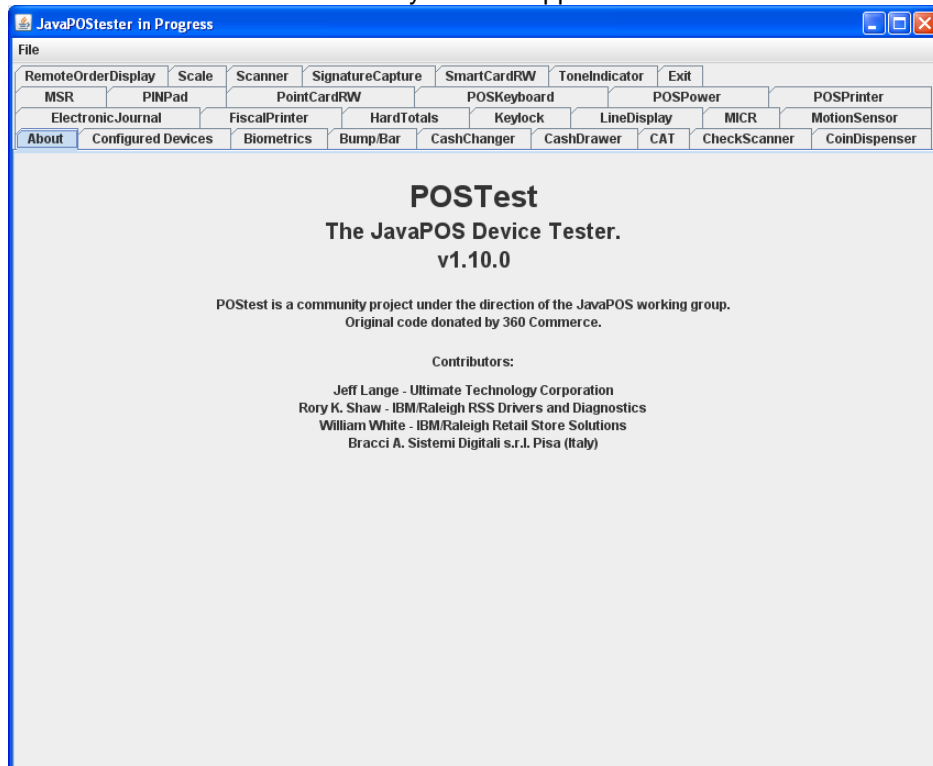 JavaPOStester in Progress
File
RemoteOrderDisplay Scale Scanner SignatureCapture SmartCardRW ToneIndicator Exit
MSR PINPad PointCardRW POSKeyboard POSPower POSPrinter
ElectronicJournal FiscalPrinter HardTotals Keylock LineDisplay MICR MotionSensor
About Configured Devices Biometrics Bump/Bar CashChanger CashDrawer CAT CheckScanner CoinDispenser
POSTest
The JavaPOS Device Tester.
v1.10.0
POStest is a community project under the direction of the JavaPOS working group.
Original code donated by 360 Commerce.
Contributors:
Jeff Lange - Ultimate Technology Corporation
Rory K. Shaw - IBM/Raleigh RSS Drivers and Diagnostics
William White - IBM/Raleigh Retail Store Solutions
Bracci A. Sistemi Digitali s.r.l. Pisa (Italy)